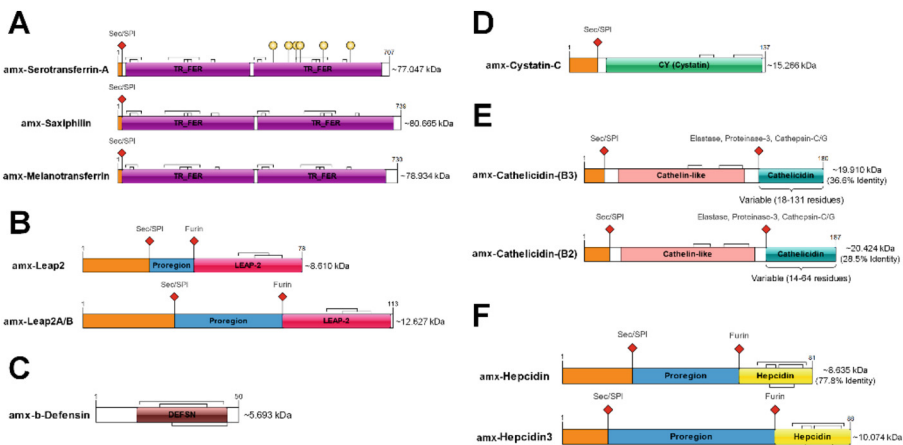 A
Sec/SPI
1
707
amx-Serotransferrin-A
TR_FER
TR_FER
~77.047 kDa
Sec/SPI
1
726
amx-Saxiphilin
TR_FER
TR_FER
~80.665 kDa
Sec/SPI
1
733
amx-Melanotransferrin
TR_FER
TR_FER
~78.934 kDa
B
Sec/SPI
Furin
1
78
amx-Leap2
Proregion
LEAP-2
~8.610 kDa
Sec/SPI
Furin
1
113
amx-Leap2A/B
Proregion
LEAP-2
~12.627 kDa
C
1
50
amx-b-Defensin
DEFSN
~5.693 kDa
D
Sec/SPI
1
137
amx-Cystatin-C
CY (Cystatin)
~15.266 kDa
E
Sec/SPI
Elastase, Proteinase-3, Cathepsin-C/G
1
180
amx-Cathelicidin-(B3)
Cathelin-like
Cathelicidin
~19.910 kDa
(36.6% Identity)
Variable (18-131 residues)
Sec/SPI
Elastase, Proteinase-3, Cathepsin-C/G
1
187
amx-Cathelicidin-(B2)
Cathelin-like
Cathelicidin
~20.424 kDa
(28.5% Identity)
Variable (14-64 residues)
F
Sec/SPI
Furin
1
81
amx-Hepcidin
Proregion
Hepcidin
~8.635 kDa
(77.8% Identity)
Sec/SPI
Furin
1
88
amx-Hepcidin3
Proregion
Hepcidin
~10.074 kDa